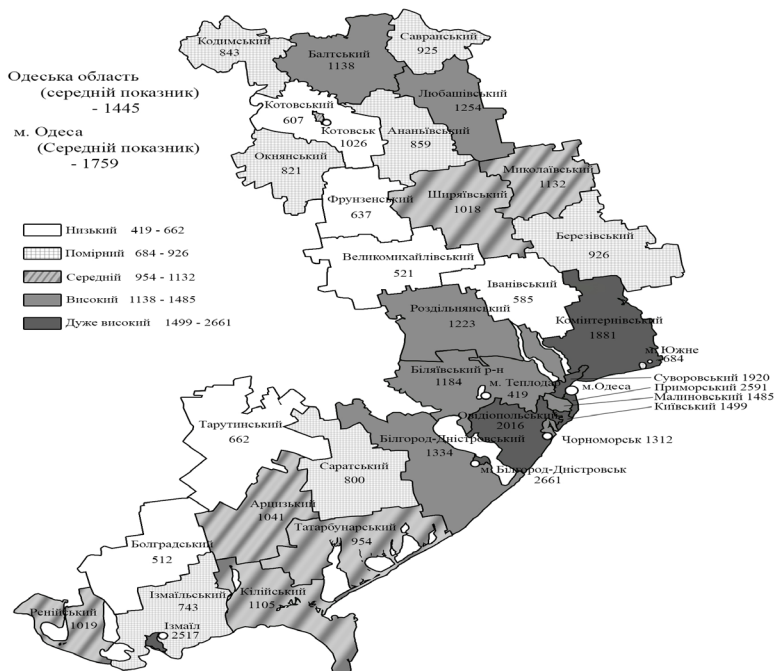 Кодимський
843
Балтський
1138
Савранський
925
Одеська область
(середній показник)
- 1445
м. Одеса
(Середній показник)
- 1759
Любашівський
1254
Котовський
607
Котовськ
1026
Ананьївський
859
Окнянський
821
Миколаївський
1132
Ширяївський
1018
Фрунзенський
637
Березівський
926
Низький 419 - 662
Помірний 684 - 926
Середній 954 - 1132
Високий 1138 - 1485
Дуже високий 1499 - 2661
Великомихайлівський
521
Іванівський
585
Роздільнянський
1223
Комінтернівський
1881
м. Южне
684
Біляївський р-н
1184
м. Теплодар
419
м.Одеса
Суворовський 1920
Приморський 2591
Малиновський 1485
Київський 1499
Овідіопольський
2016
Чорноморськ 1312
Тарутинський
662
Білгород-Дністровський
1334
м. Білгород-Дністровськ
2661
Саратський
800
Арцизький
1041
Татарбунарський
954
Болградський
512
Ізмаїльський
743
Кілійський
1105
Ренійський
1019
Ізмаїл
2517